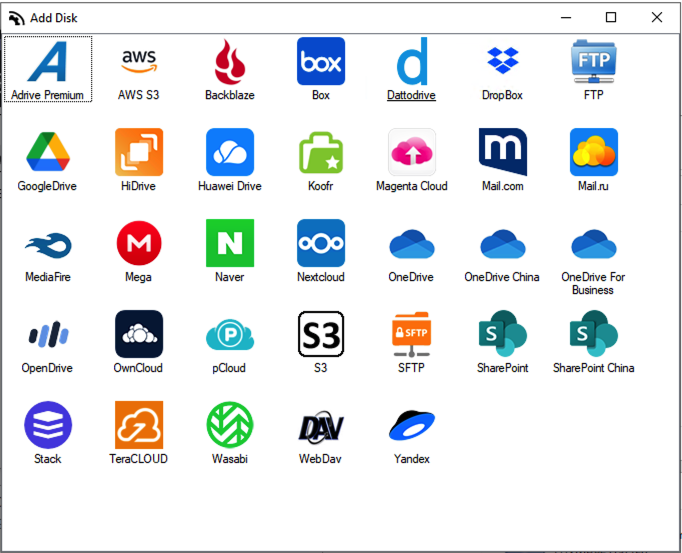 Add Disk
aws
box
d
FTP
Adrive Premium
AWS S3
Backblaze
Box
Dattodrive
DropBox
FTP
m
GoogleDrive
HiDrive
Huawei Drive
Koofr
Magenta Cloud
Mail.com
Mail.ru
M
N
MediaFire
Mega
Naver
Nextcloud
OneDrive
OneDrive China
OneDrive For
Business
P
S3
SFTP
S
S
OpenDrive
OwnCloud
pCloud
S3
SFTP
SharePoint
SharePoint China
DAV
Stack
TeraCLOUD
Wasabi
WebDav
Yandex